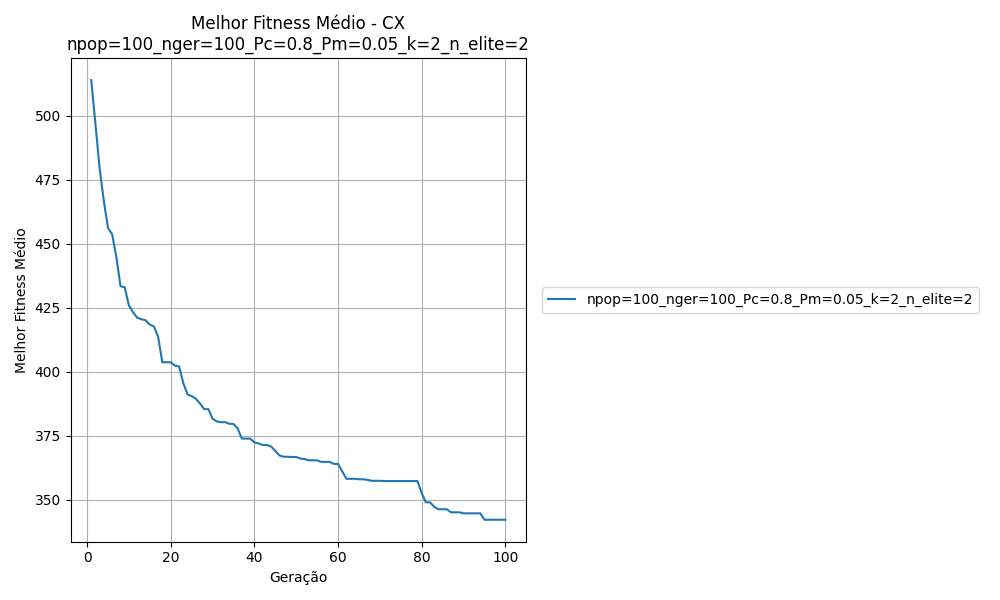 Melhor Fitness Médio - CX
npop=100_nger=100_Pc=0.8_Pm=0.05_k=2_n_elite=2
500
475
450
425
400
375
350
Melhor Fitness Médio
0 20 40 60 80 100
Geração
npop=100_nger=100_Pc=0.8_Pm=0.05_k=2_n_elite=2